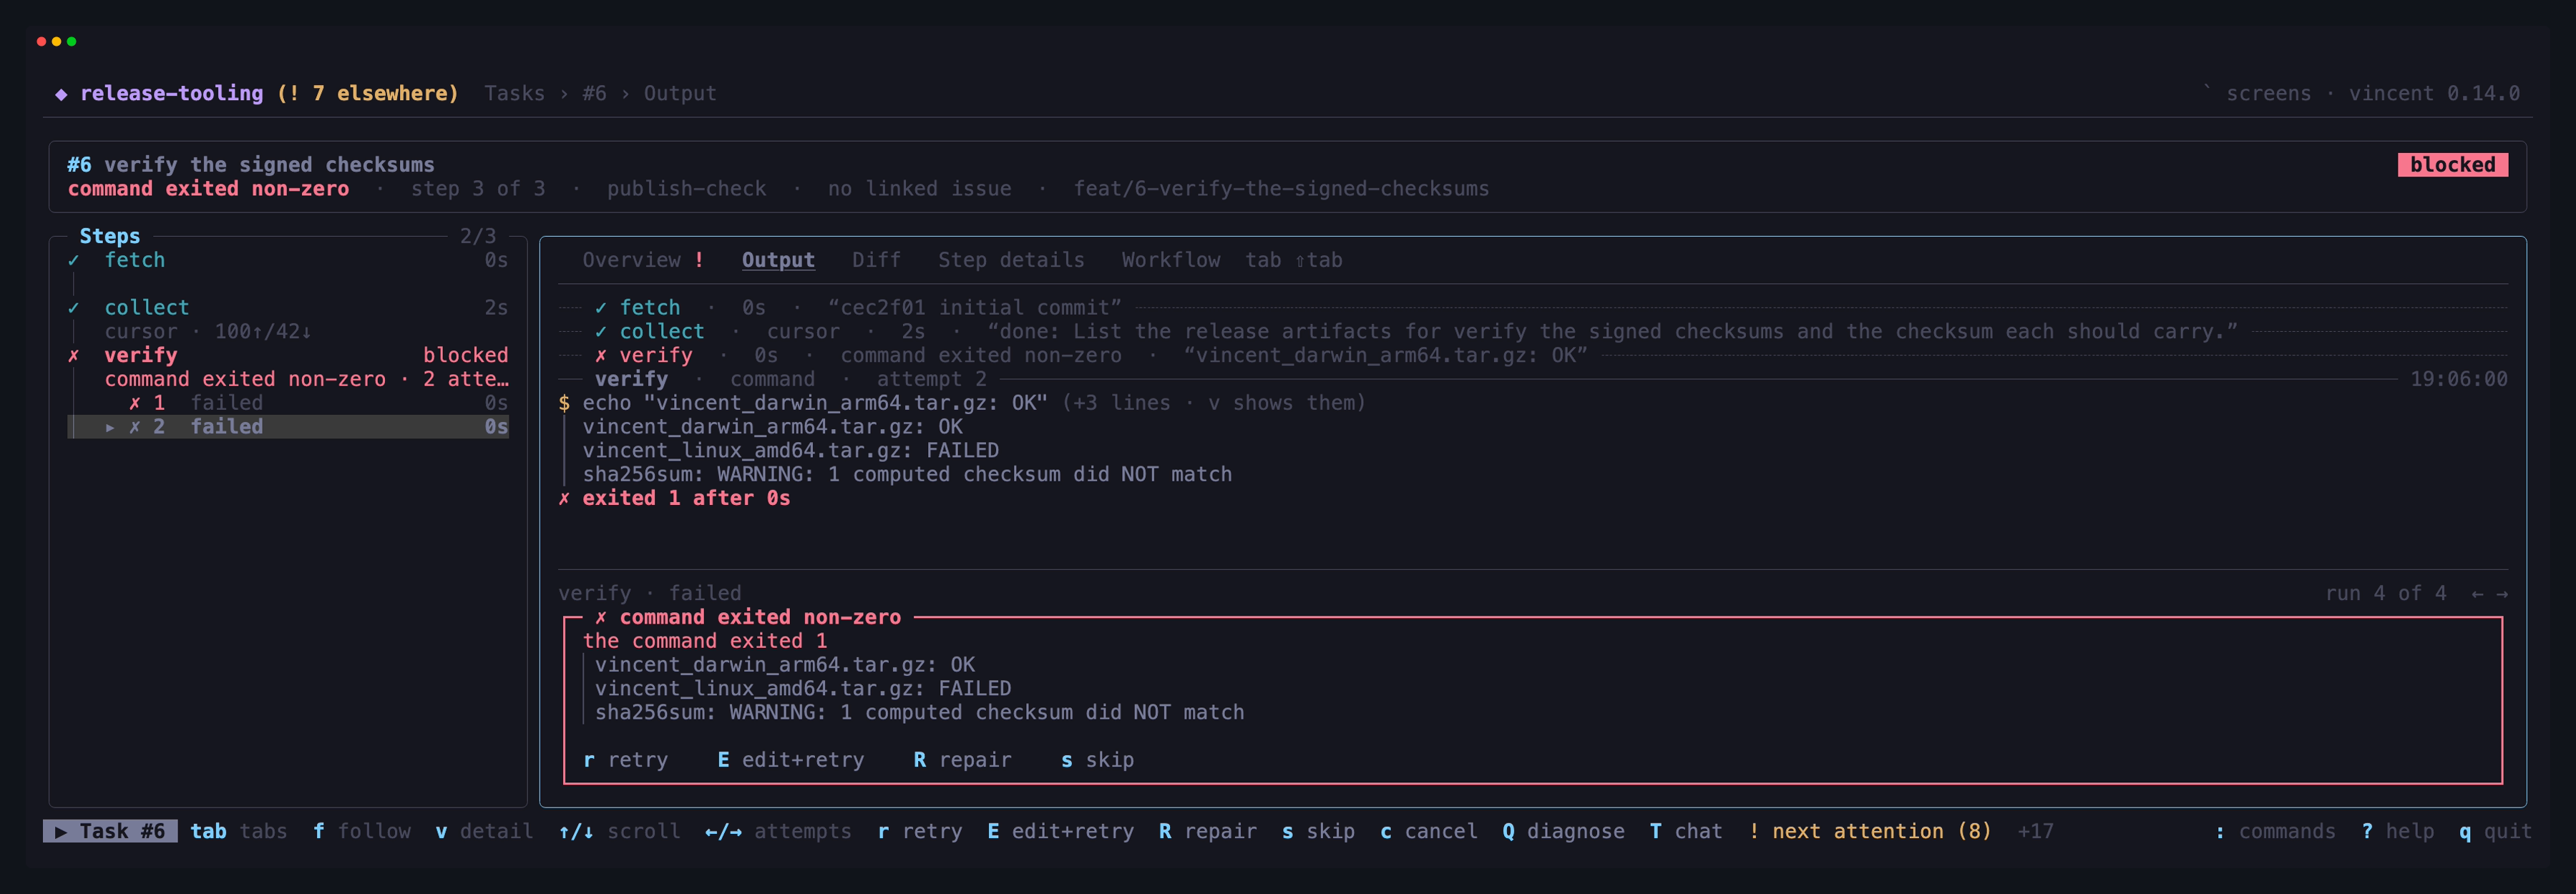 ◆ release-tooling (! 7 elsewhere) Tasks › #6 › Output ` screens · vincent 0.14.0
#6 verify the signed checksums blocked
command exited non-zero · step 3 of 3 · publish-check · no linked issue · feat/6-verify-the-signed-checksums
Steps 2/3
✓ fetch 0s
✓ collect 2s
cursor · 100↑/42↓
✗ verify blocked
command exited non-zero · 2 atte…
✗ 1 failed 0s
▸ ✗ 2 failed 0s
Overview ! Output Diff Step details Workflow tab ⇧tab
✓ fetch · 0s · “cec2f01 initial commit”
✓ collect · cursor · 2s · “done: List the release artifacts for verify the signed checksums and the checksum each should carry.”
✗ verify · 0s · command exited non-zero · “vincent_darwin_arm64.tar.gz: OK”
verify · command · attempt 2 19:06:00
$ echo "vincent_darwin_arm64.tar.gz: OK" (+3 lines · v shows them)
vincent_darwin_arm64.tar.gz: OK
vincent_linux_amd64.tar.gz: FAILED
sha256sum: WARNING: 1 computed checksum did NOT match
✗ exited 1 after 0s
verify · failed run 4 of 4 ← →
✗ command exited non-zero
the command exited 1
vincent_darwin_arm64.tar.gz: OK
vincent_linux_amd64.tar.gz: FAILED
sha256sum: WARNING: 1 computed checksum did NOT match
r retry E edit+retry R repair s skip
▶ Task #6 tab tabs f follow v detail ↑/↓ scroll ←/→ attempts r retry E edit+retry R repair s skip c cancel Q diagnose T chat ! next attention (8) +17 : commands ? help q quit